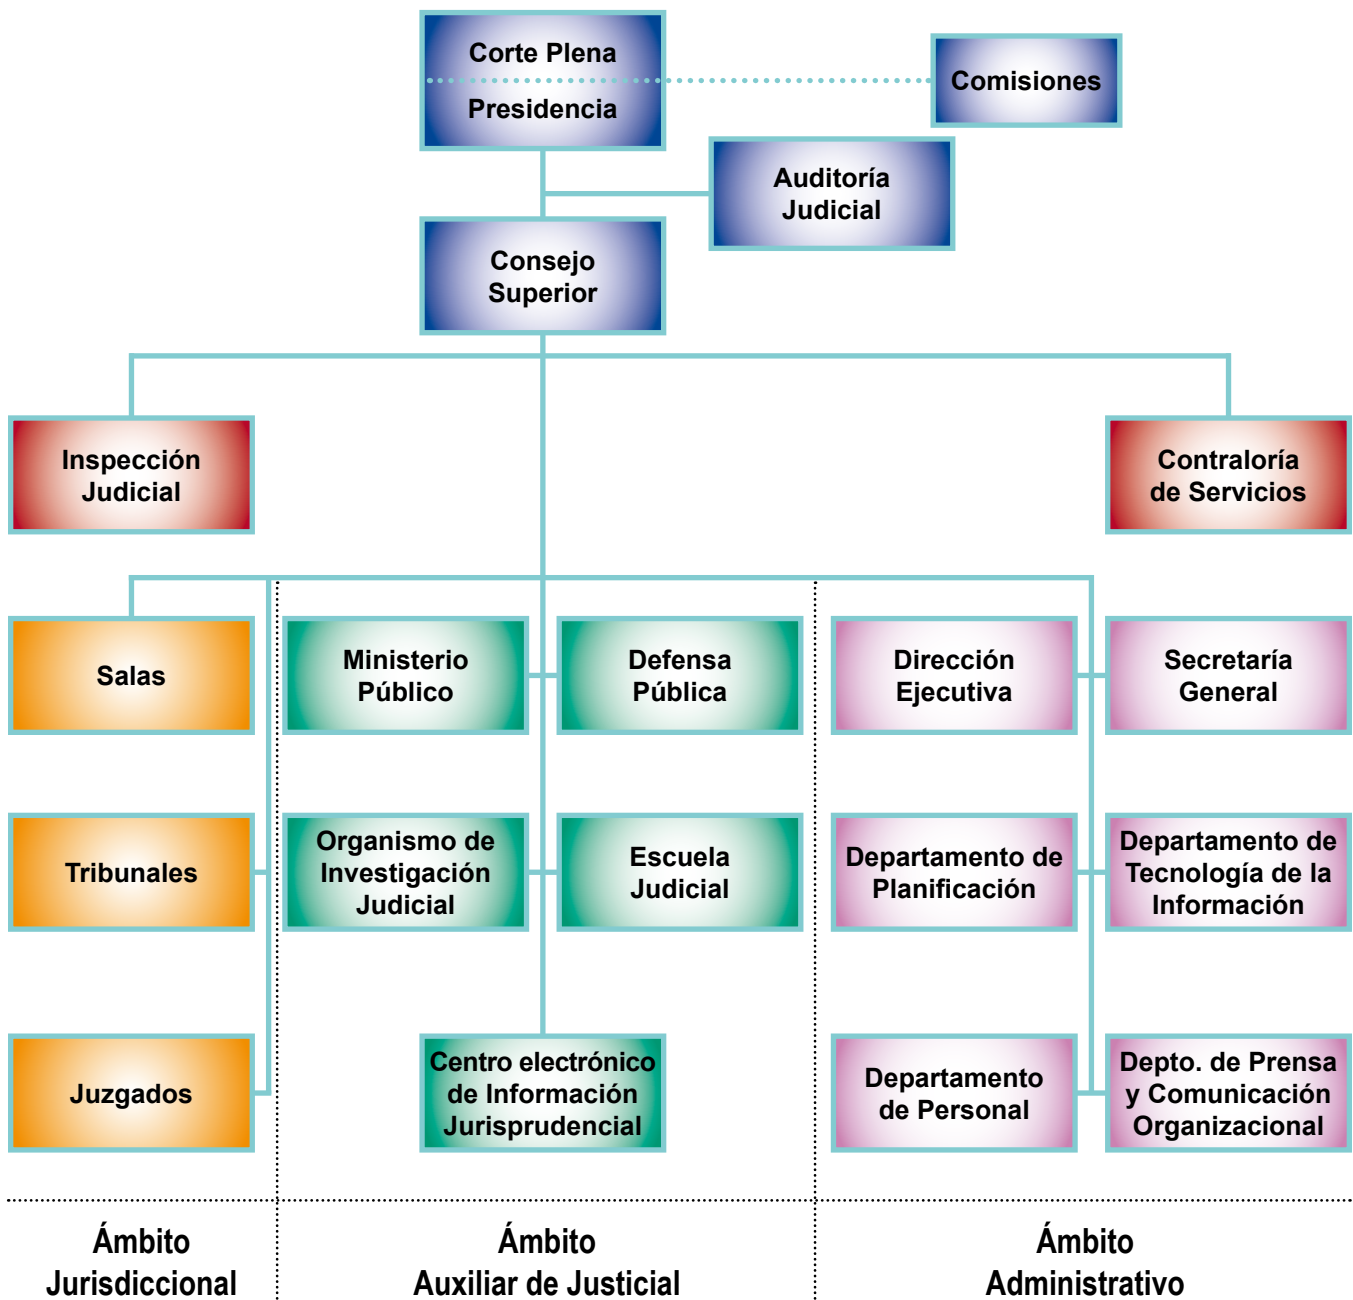 Corte Plena
Presidencia
Comisiones
Auditoría
Judicial
Consejo
Superior
Inspección
Judicial
Contraloría
de Servicios
Salas
Ministerio
Público
Defensa
Pública
Dirección
Ejecutiva
Secretaría
General
Tribunales
Organismo de
Investigación
Judicial
Escuela
Judicial
Departamento de
Planificación
Departamento de
Tecnología de la
Información
Juzgados
Centro electrónico
de Información
Jurisprudencial
Departamento
de Personal
Depto. de Prensa
y Comunicación
Organizacional
Ámbito
Jurisdiccional
Ámbito
Auxiliar de Justicial
Ámbito
Administrativo